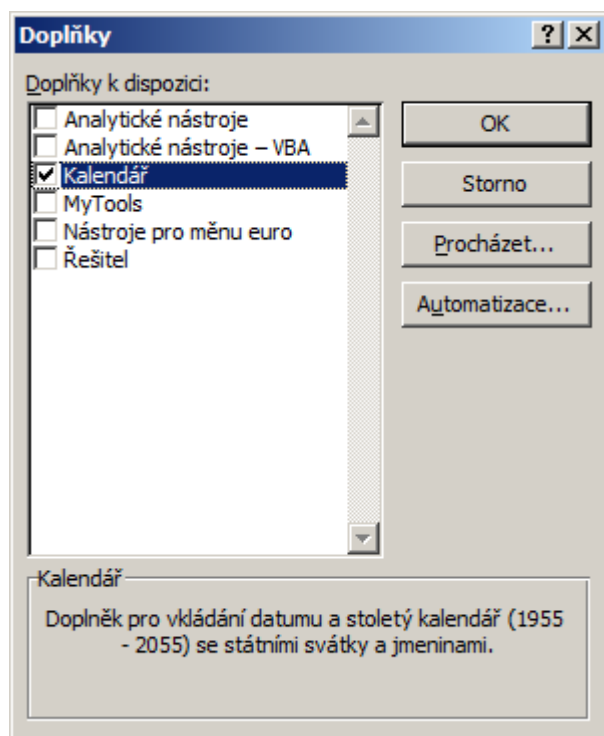 Doplňky
Doplňky k dispozici:
Analytické nástroje
Analytické nástroje – VBA
Kalendář
MyTools
Nástroje pro měnu euro
Řešitel
OK
Storno
Procházet...
Automatizace...
Kalendář
Doplněk pro vkládání datumu a stoletý kalendář (1955
- 2055) se státními svátky a jmeninami.